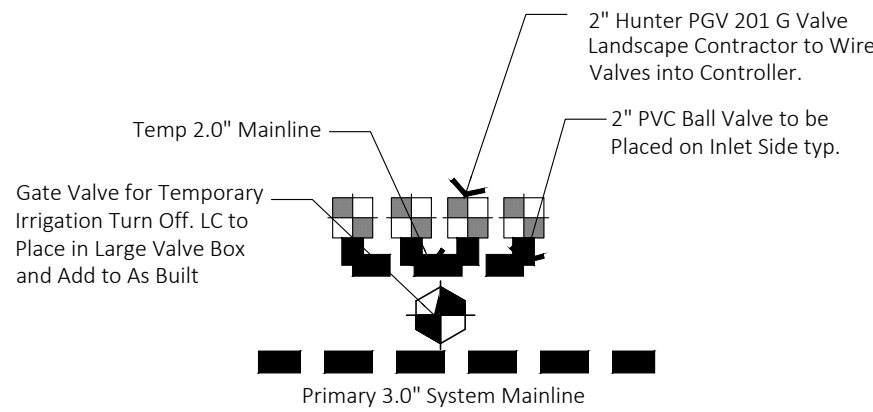 2" Hunter PGV 201 G Valve
Landscape Contractor to Wire
Valves into Controller.
Temp 2.0" Mainline
2" PVC Ball Valve to be
Placed on Inlet Side typ.
Gate Valve for Temporary
Irrigation Turn Off. LC to
Place in Large Valve Box
and Add to As Built
Primary 3.0" System Mainline